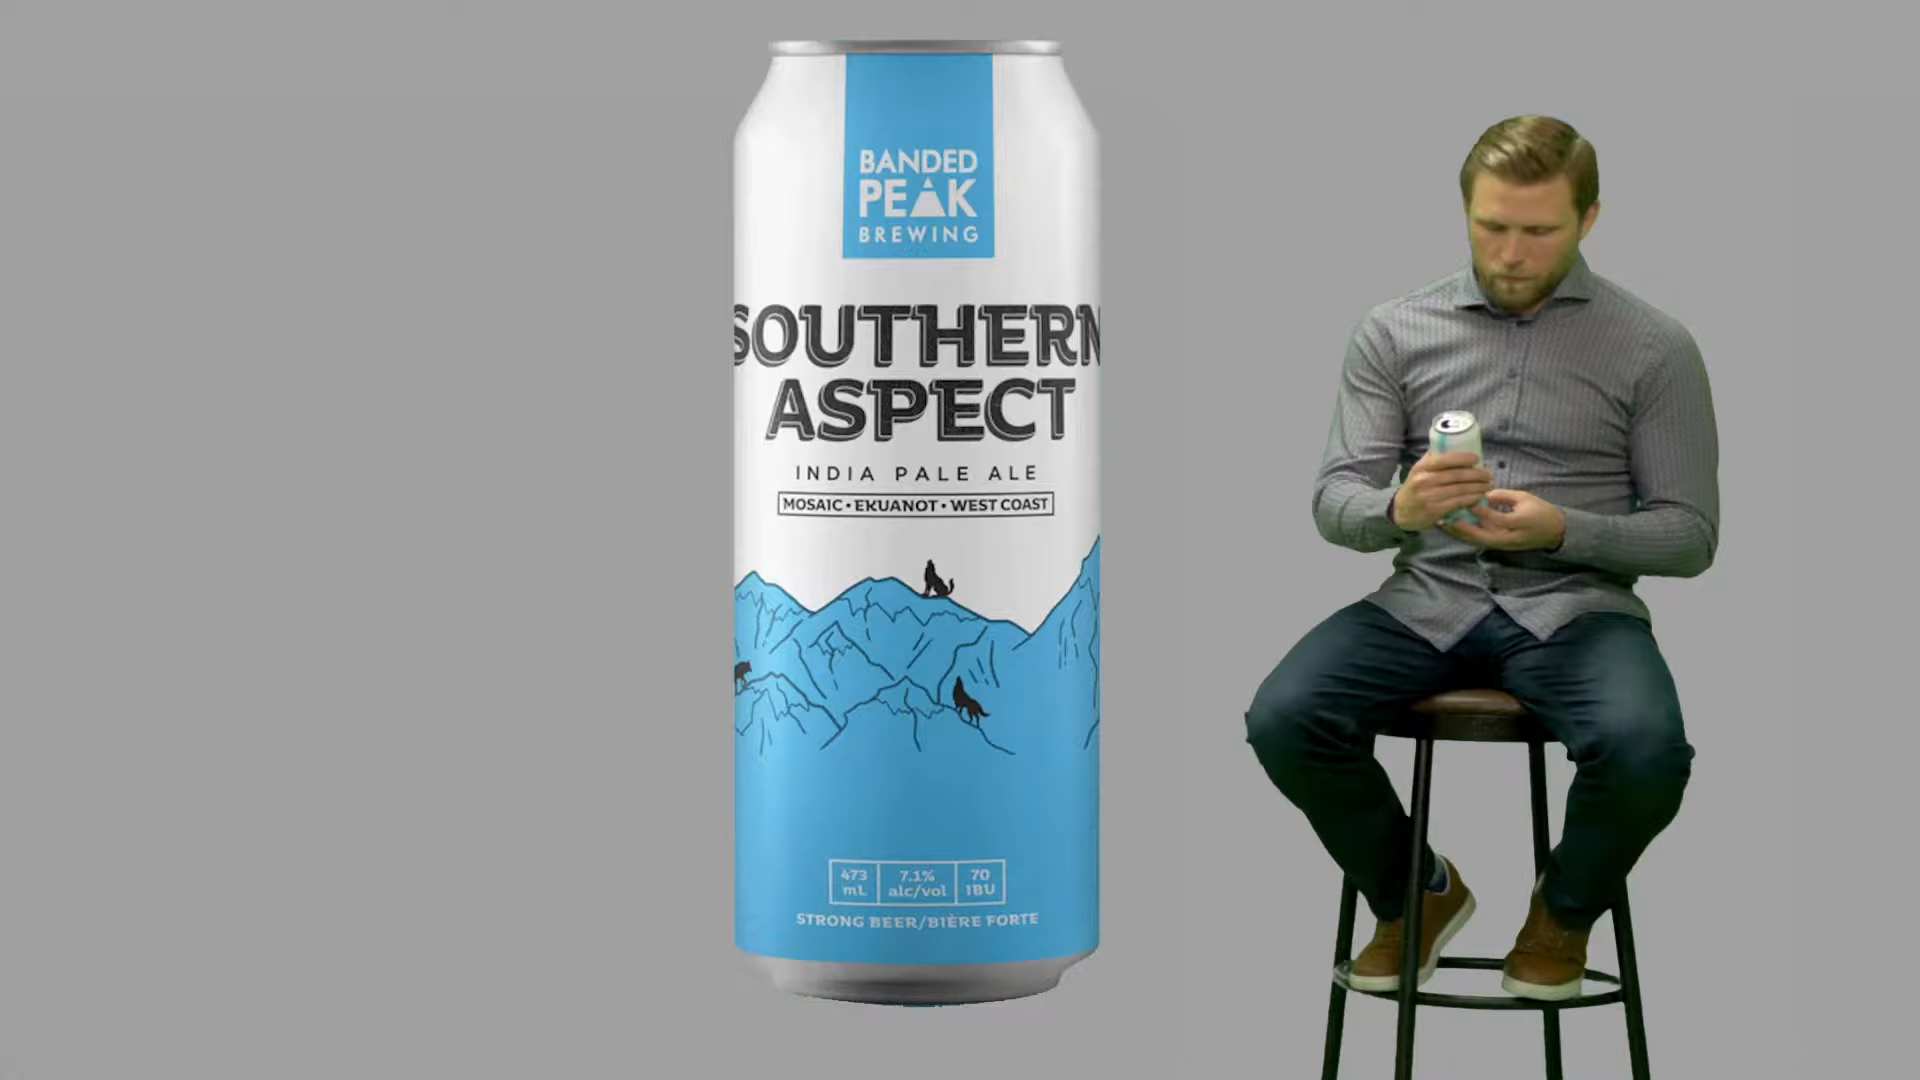 BANDED
PEAK
BREWING
SOUTHERN
ASPECT
INDIA PALE ALE
MOSAIC • EKUANOT • WEST COAST
473 mL
7.1% alc/vol
70 IBU
STRONG BEER/BIÈRE FORTE